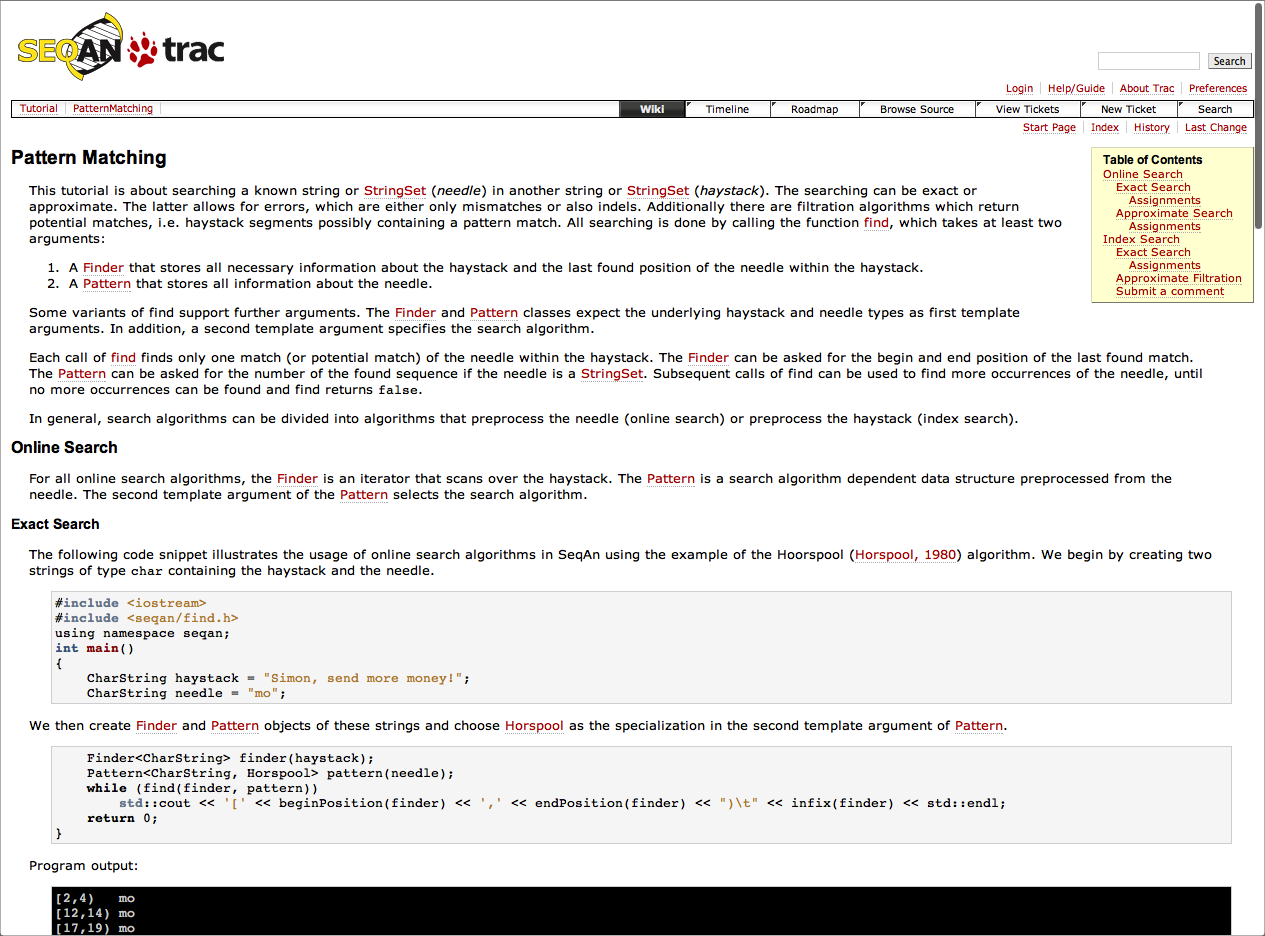 SEQAN trac
Search
Login Help/Guide About Trac Preferences
Tutorial PatternMatching
Wiki Timeline Roadmap Browse Source View Tickets New Ticket Search
Start Page Index History Last Change
Pattern Matching
Table of Contents
Online Search
Exact Search
Assignments
Approximate Search
Assignments
Index Search
Exact Search
Assignments
Approximate Filtration
Submit a comment
This tutorial is about searching a known string or StringSet (needle) in another string or StringSet (haystack). The searching can be exact or
approximate. The latter allows for errors, which are either only mismatches or also indels. Additionally there are filtration algorithms which return
potential matches, i.e. haystack segments possibly containing a pattern match. All searching is done by calling the function find, which takes at least two
arguments:
1. A Finder that stores all necessary information about the haystack and the last found position of the needle within the haystack.
2. A Pattern that stores all information about the needle.
Some variants of find support further arguments. The Finder and Pattern classes expect the underlying haystack and needle types as first template
arguments. In addition, a second template argument specifies the search algorithm.
Each call of find finds only one match (or potential match) of the needle within the haystack. The Finder can be asked for the begin and end position of the last found match.
The Pattern can be asked for the number of the found sequence if the needle is a StringSet. Subsequent calls of find can be used to find more occurrences of the needle, until
no more occurrences can be found and find returns false.
In general, search algorithms can be divided into algorithms that preprocess the needle (online search) or preprocess the haystack (index search).
Online Search
For all online search algorithms, the Finder is an iterator that scans over the haystack. The Pattern is a search algorithm dependent data structure preprocessed from the
needle. The second template argument of the Pattern selects the search algorithm.
Exact Search
The following code snippet illustrates the usage of online search algorithms in SeqAn using the example of the Hoorspool (Horspool, 1980) algorithm. We begin by creating two
strings of type char containing the haystack and the needle.
#include <iostream>
#include <seqan/find.h>
using namespace seqan;
int main()
{
CharString haystack = "Simon, send more money!";
CharString needle = "mo";
We then create Finder and Pattern objects of these strings and choose Horspool as the specialization in the second template argument of Pattern.
Finder<CharString> finder(haystack);
Pattern<CharString, Horspool> pattern(needle);
while (find(finder, pattern))
std::cout << '[' << beginPosition(finder) << ',' << endPosition(finder) << ")\t" << infix(finder) << std::endl;
return 0;
}
Program output:
[2,4) mo
[12,14) mo
[17,19) mo